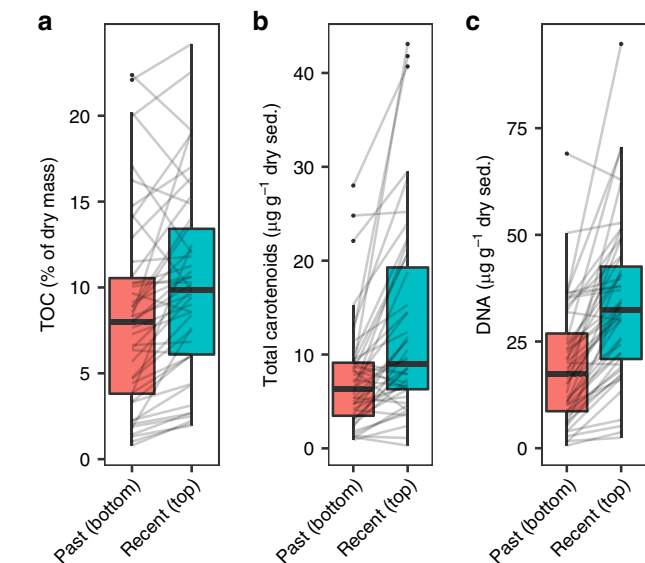 a
TOC (% of dry mass)
20
15
10
5
0
Past (bottom)
Recent (top)
b
Total carotenoids (μg g⁻¹ dry sed.)
40
30
20
10
0
Past (bottom)
Recent (top)
c
DNA (μg g⁻¹ dry sed.)
75
50
25
0
Past (bottom)
Recent (top)